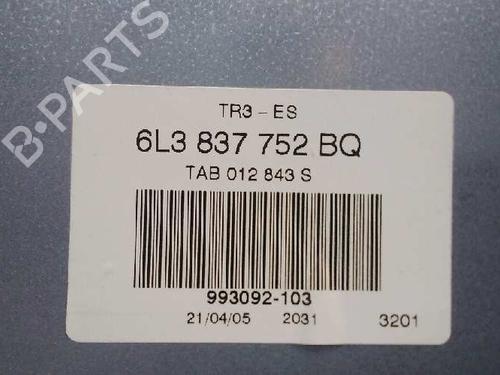 B-PARTS
TR3-ES
6L3 837 752 BQ
TAB 012 843 S
993092-103
21/04/05 2031 3201